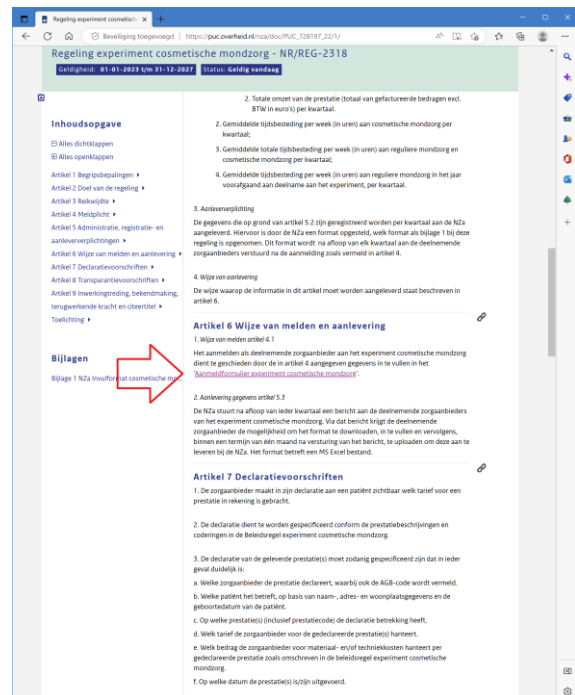 Regeling experiment cosmetisch
Beveiliging toegevoegd
https://puc.overheid.nl/nza/doc/PUC_728197_22/1/
Regeling experiment cosmetische mondzorg - NR/REG-2318
Geldigheid: 01-01-2023 t/m 31-12-2027 Status: Geldig vandaag
Inhoudsopgave
Alles dichtklappen
Alles openklappen
Artikel 1 Begripsbepalingen
Artikel 2 Doel van de regeling
Artikel 3 Reikwijdte
Artikel 4 Meldplicht
Artikel 5 Administratie, registratie- en
aanleververplichtingen
Artikel 6 Wijze van melden en aanlevering
Artikel 7 Declaratievoorschriften
Artikel 8 Transparantievoorschriften
Artikel 9 Inwerkingtreding, bekendmaking,
terugwerkende kracht en citeertitel
Toelichting
Bijlagen
Bijlage 1 NZa Invulformat cosmetische mo...
2. Totale omzet van de prestatie (totaal van gefactureerde bedragen excl.
BTW in euro's) per kwartaal.
2. Gemiddelde tijdsbesteding per week (in uren) aan cosmetische mondzorg per
kwartaal;
3. Gemiddelde totale tijdsbesteding per week (in uren) aan reguliere mondzorg en
cosmetische mondzorg per kwartaal;
4. Gemiddelde tijdsbesteding per week (in uren) aan reguliere mondzorg in het jaar
voorafgaand aan deelname aan het experiment, per kwartaal.
3. Aanleververplichting
De gegevens die op grond van artikel 5.2 zijn geregistreerd worden per kwartaal aan de NZa
aangeleverd. Hiervoor is door de NZa een format opgesteld, welk format als bijlage 1 bij deze
regeling is opgenomen. Dit format wordt na afloop van elk kwartaal aan de deelnemende
zorgaanbieders verstuurd na de aanmelding zoals vermeld in artikel 4.
4. Wijze van aanlevering
De wijze waarop de informatie in dit artikel moet worden aangeleverd staat beschreven in
artikel 6.
Artikel 6 Wijze van melden en aanlevering
1. Wijze van melden artikel 4.1
Het aanmelden als deelnemende zorgaanbieder aan het experiment cosmetische mondzorg
dient te geschieden door de in artikel 4 aangegeven gegevens in te vullen in het
'Aanmeldformulier experiment cosmetische mondzorg'.
2. Aanlevering gegevens artikel 5.3
De NZa stuurt na afloop van ieder kwartaal een bericht aan de deelnemende zorgaanbieders
van het experiment cosmetische mondzorg. Via dat bericht krijgt de deelnemende
zorgaanbieder de mogelijkheid om het format te downloaden, in te vullen en vervolgens,
binnen een termijn van één maand na versturing van het bericht, te uploaden om deze aan te
leveren bij de NZa. Het format betreft een MS Excel bestand.
Artikel 7 Declaratievoorschriften
1. De zorgaanbieder maakt in zijn declaratie aan een patiënt zichtbaar welk tarief voor een
prestatie in rekening is gebracht.
2. De declaratie dient te worden gespecificeerd conform de prestatiebeschrijvingen en
coderingen in de Beleidsregel experiment cosmetische mondzorg.
3. De declaratie van de geleverde prestatie(s) moet zodanig gespecificeerd zijn dat in ieder
geval duidelijk is:
a. Welke zorgaanbieder de prestatie declareert, waarbij ook de AGB-code wordt vermeld.
b. Welke patiënt het betreft, op basis van naam-, adres- en woonplaatsgegevens en de
geboortedatum van de patiënt.
c. Op welke prestatie(s) (inclusief prestatiecode) de declaratie betrekking heeft.
d. Welk tarief de zorgaanbieder voor de gedeclareerde prestatie(s) hanteert.
e. Welk bedrag de zorgaanbieder voor materiaal- en/of techniekkosten hanteert per
gedeclareerde prestatie zoals omschreven in de beleidsregel experiment cosmetische
mondzorg.
f. Op welke datum de prestatie(s) is/zijn uitgevoerd.